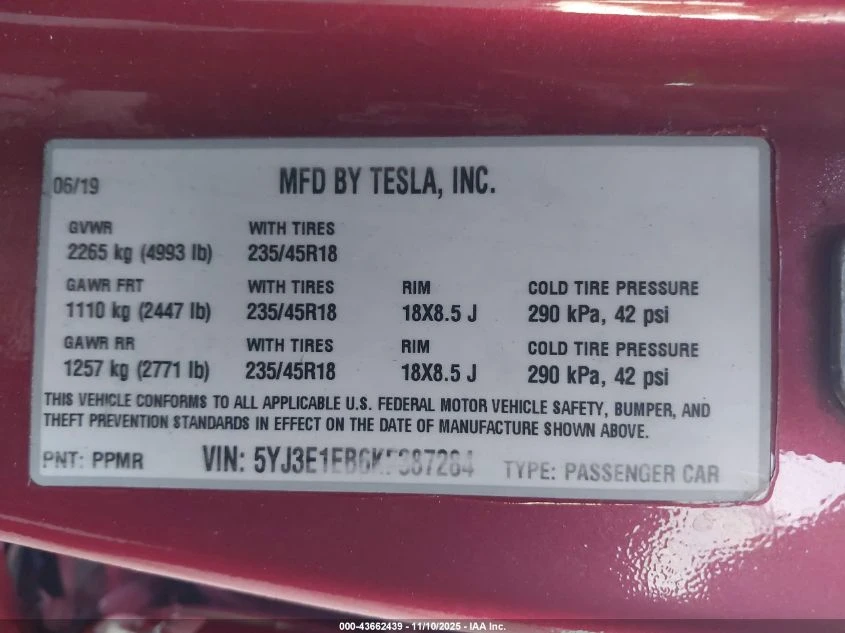 06/19
MFD BY TESLA, INC.
GVWR WITH TIRES
2265 kg (4993 lb) 235/45R18
GAWR FRT WITH TIRES RIM COLD TIRE PRESSURE
1110 kg (2447 lb) 235/45R18 18X8.5 J 290 kPa, 42 psi
GAWR RR WITH TIRES RIM COLD TIRE PRESSURE
1257 kg (2771 lb) 235/45R18 18X8.5 J 290 kPa, 42 psi
THIS VEHICLE CONFORMS TO ALL APPLICABLE U.S. FEDERAL MOTOR VEHICLE SAFETY, BUMPER, AND
THEFT PREVENTION STANDARDS IN EFFECT ON THE DATE OF MANUFACTURE SHOWN ABOVE.
PNT: PPMR VIN: 5YJ3E1EB6KF387284 TYPE: PASSENGER CAR
000-43662439 - 11/10/2025 - IAA Inc.